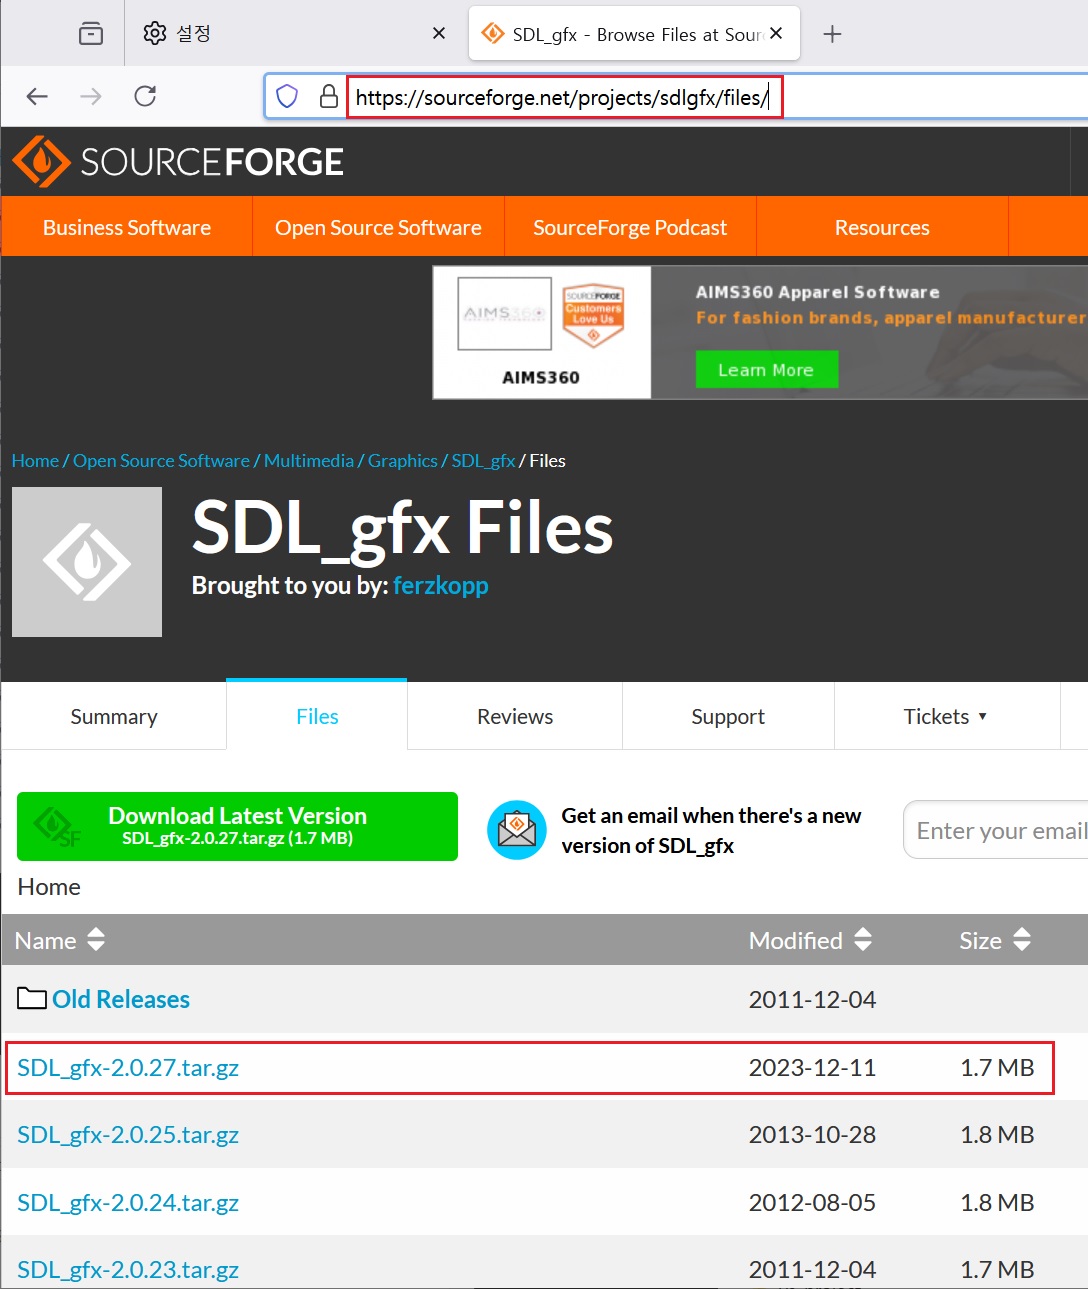 설정
SDL_gfx - Browse Files at Sour
https://sourceforge.net/projects/sdlgfx/files/
SOURCEFORGE
Business Software Open Source Software SourceForge Podcast Resources
AIMS360
SOURCEFORGE
Customers
Love Us
AIMS360
AIMS360 Apparel Software
For fashion brands, apparel manufacturer
Learn More
Home / Open Source Software / Multimedia / Graphics / SDL_gfx / Files
SDL_gfx Files
Brought to you by: ferzkopp
Summary Files Reviews Support Tickets ▼
SF
Download Latest Version
SDL_gfx-2.0.27.tar.gz (1.7 MB)
Get an email when there's a new
version of SDL_gfx
Enter your email
Home
Name Modified Size
Old Releases 2011-12-04
SDL_gfx-2.0.27.tar.gz 2023-12-11 1.7 MB
SDL_gfx-2.0.25.tar.gz 2013-10-28 1.8 MB
SDL_gfx-2.0.24.tar.gz 2012-08-05 1.8 MB
SDL_gfx-2.0.23.tar.gz 2011-12-04 1.7 MB